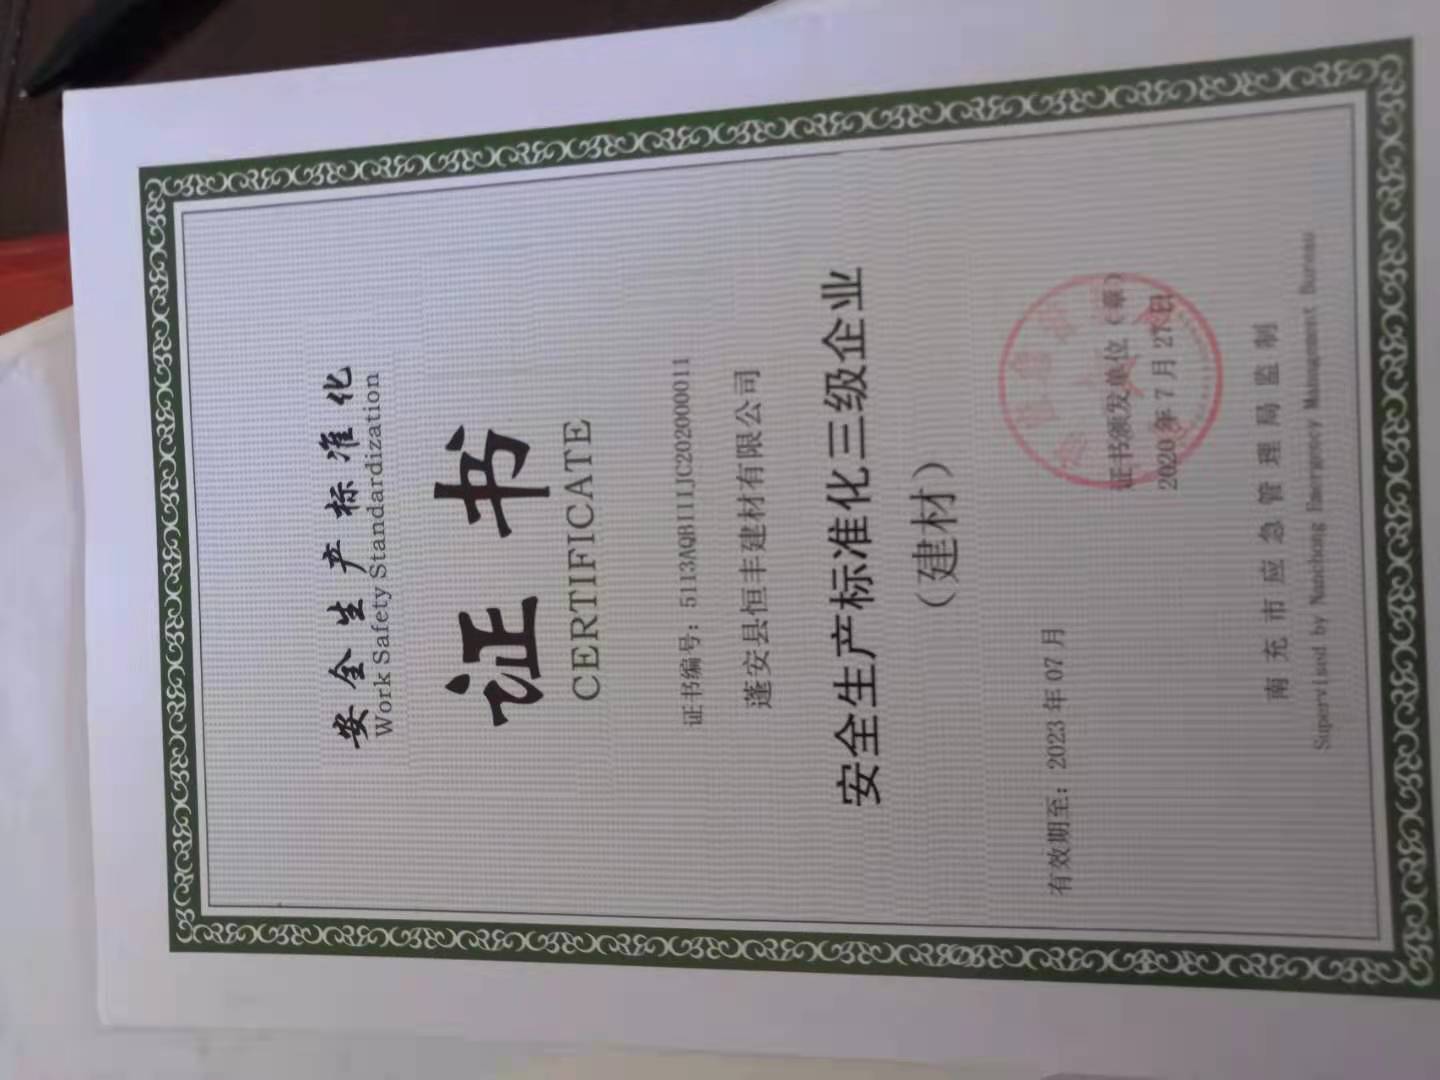 安全生产标准化
Work Safety Standardization
证书
CERTIFICATE
证书编号：5113AQBIIIJC202000011
蓬安县恒丰建材有限公司
安全生产标准化三级企业
（建材）
有效期至：2023年07月
证书颁发单位（章）
2020年7月27日
南充市应急管理局监制
Supervised by Nanchong Emergency Management Bureau